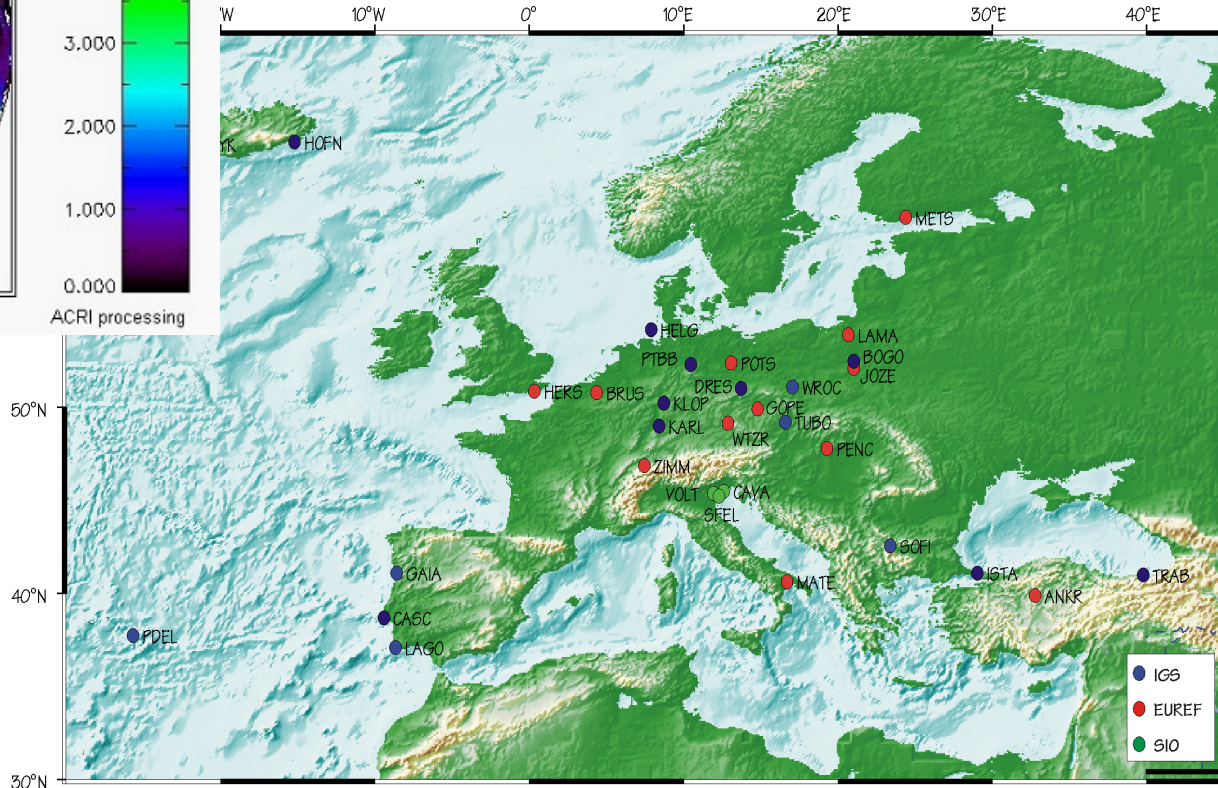 10°W
0°
10°E
20°E
30°E
40°E
3.000
2.000
1.000
0.000
ACRI processing
HOFN
METS
HELG
LAMA
PTBB
POTS
BOGO
JOZE
HERS
BRUS
DRES
WROC
50°N
KLOP
GOPE
KARL
TUBO
WTZR
PENC
ZIMM
VOLT
CAVA
SFEL
SOFI
GAIA
ISTA
TRAB
MATE
ANKR
40°N
CASC
PDEL
LAGO
IGS
EUREF
SIO
30°N